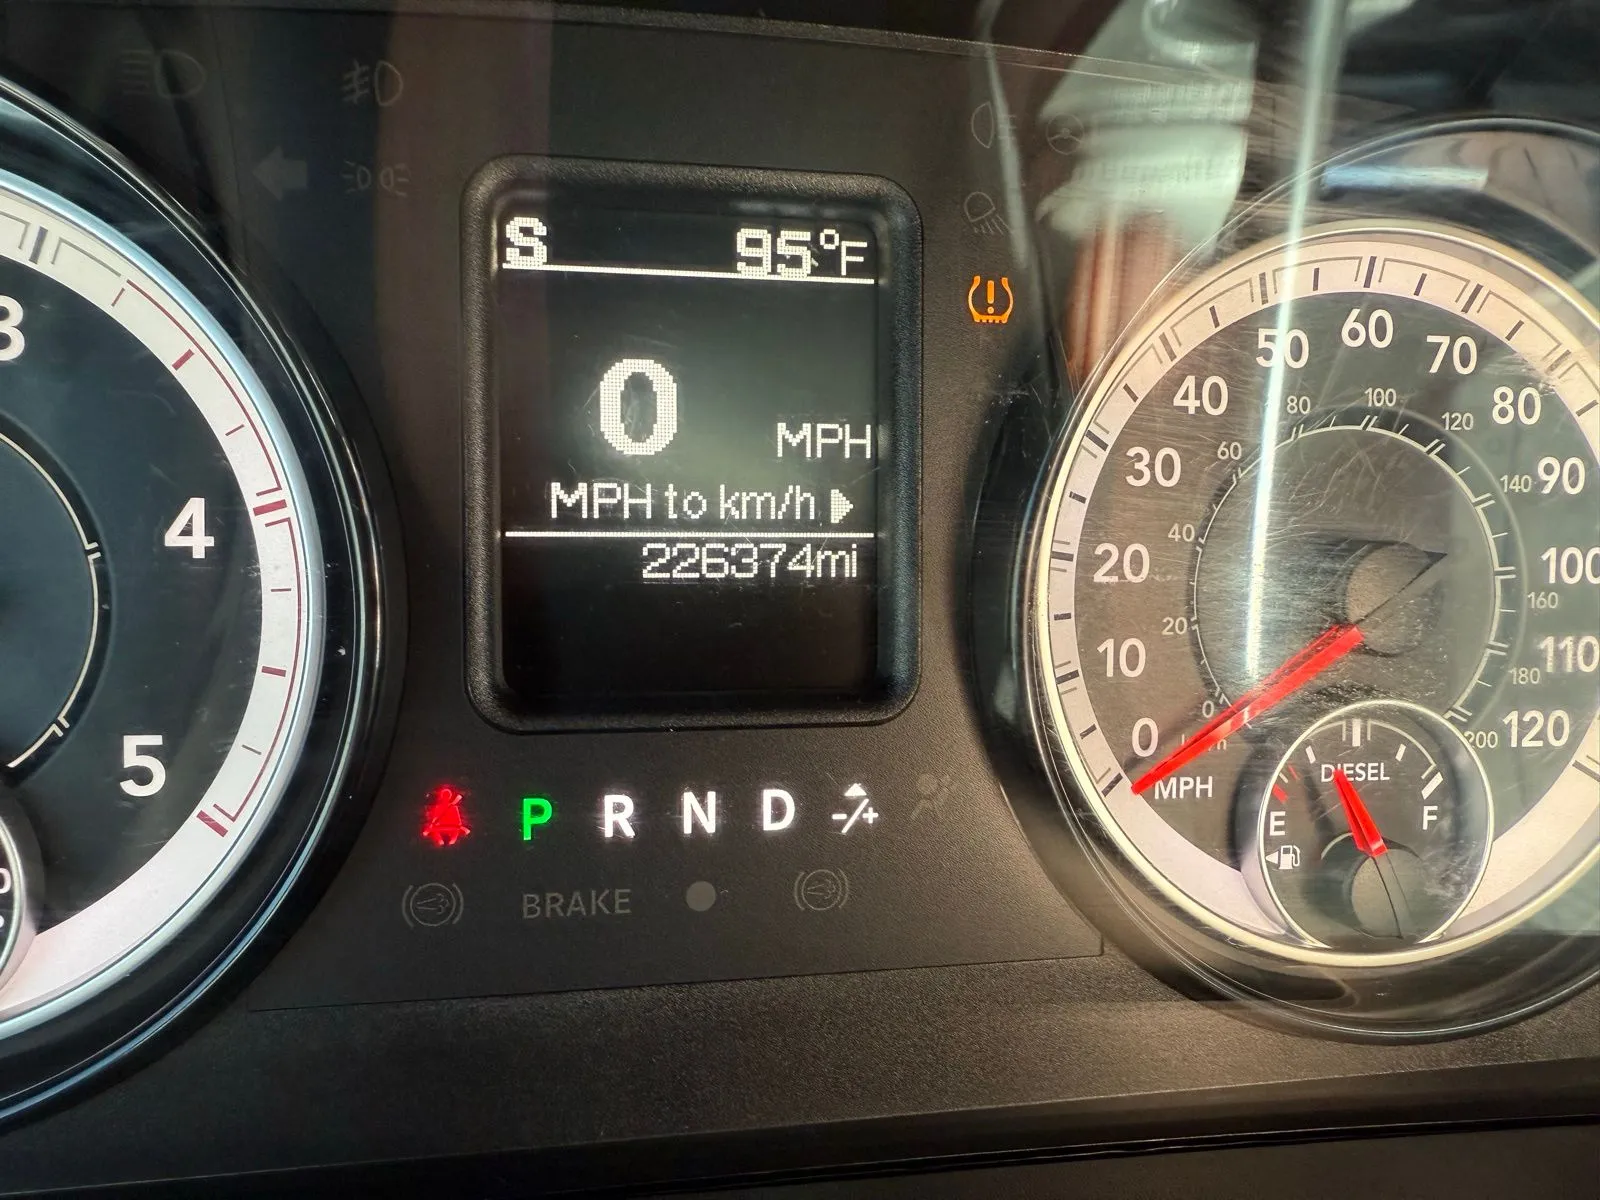 S 95°F
0 MPH
MPH to km/h
226374mi
3
4
5
P R N D -/+
BRAKE
0 10 20 30 40 50 60 70 80 90 100 110 120
MPH
0 20 40 60 80 100 120 140 160 180 200
DIESEL
E F